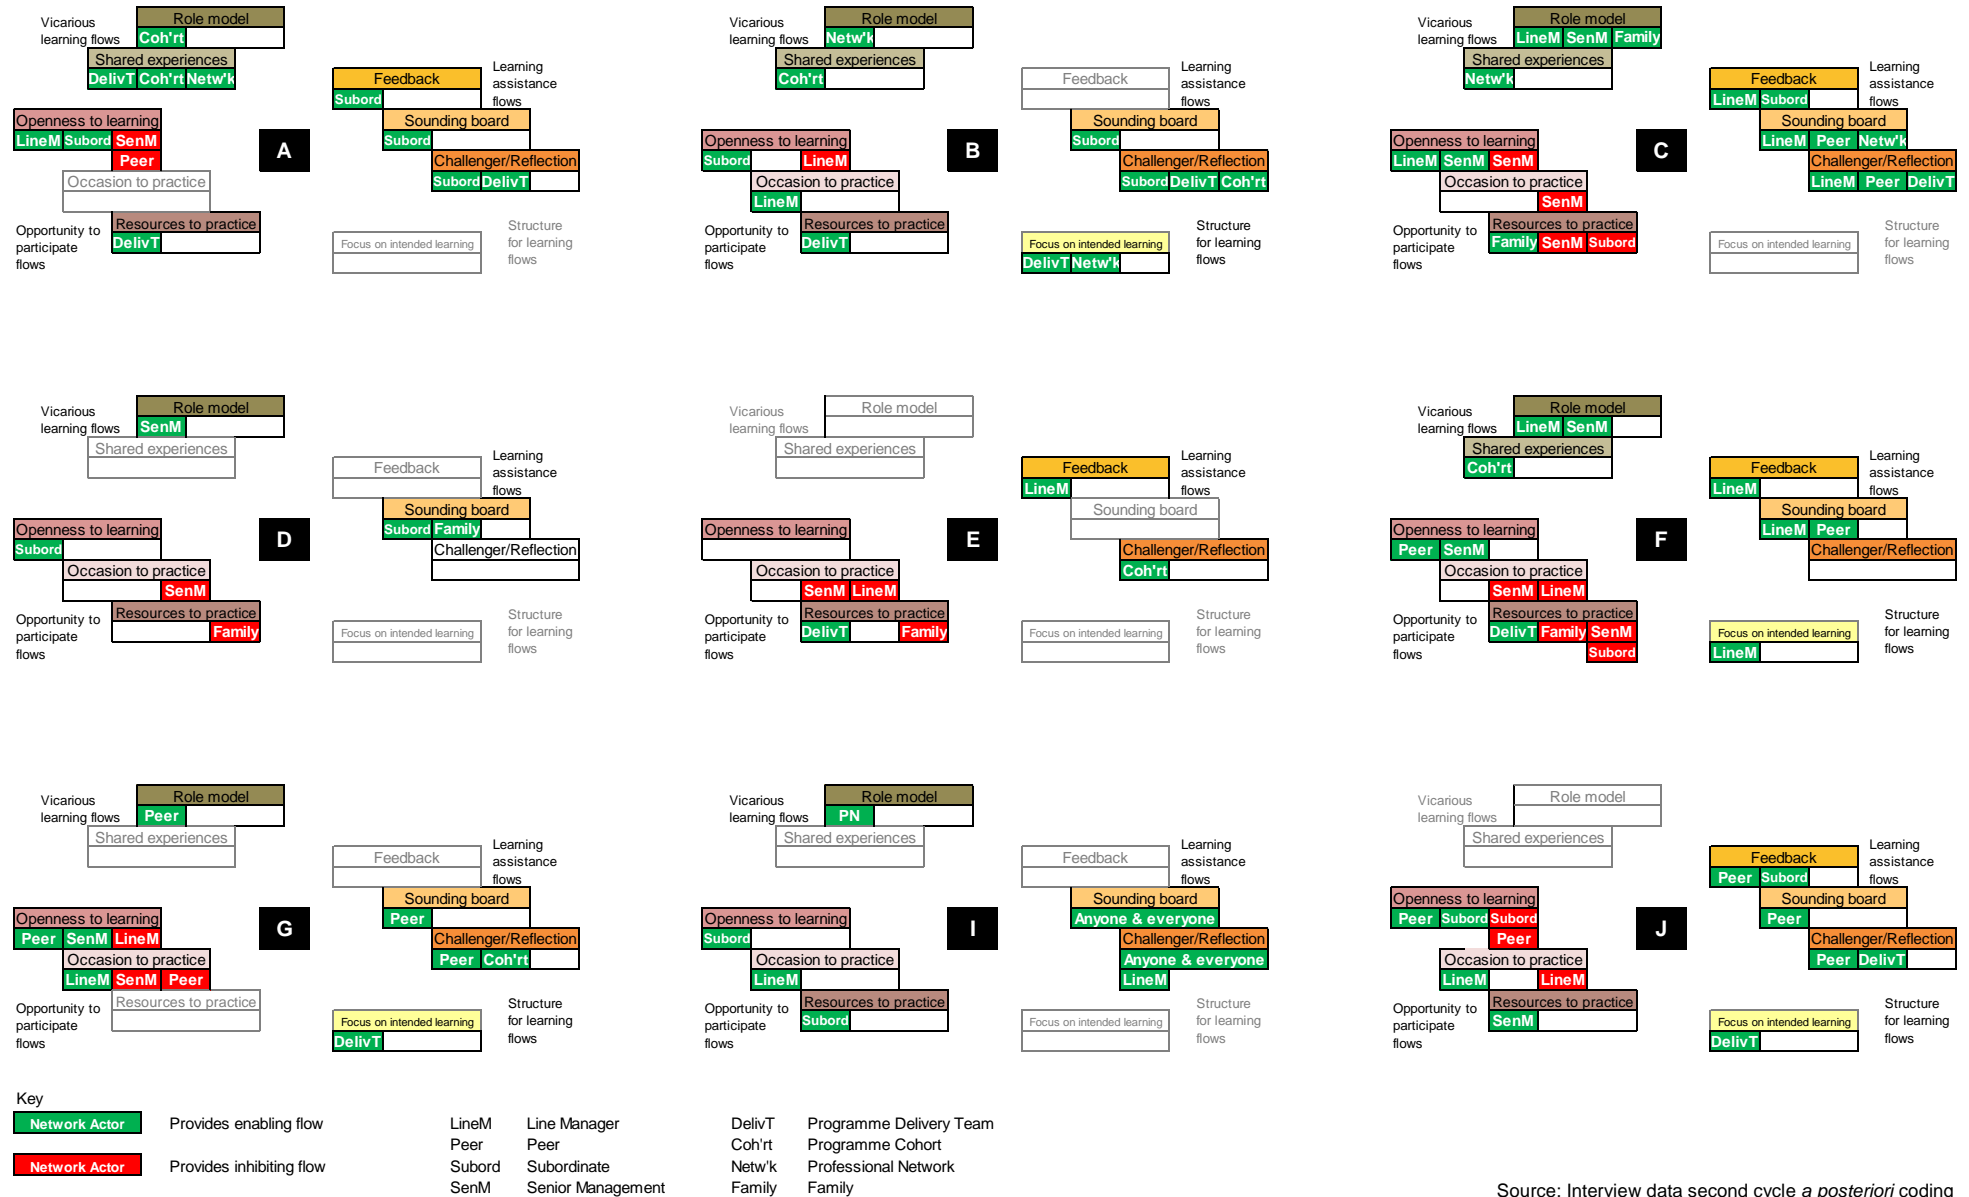 Vicarious
learning flows
Role model
Coh'rt
Shared experiences
DelivT Coh'rt Netw'k
Feedback
Subord
Learning
assistance
flows
Sounding board
Subord
Challenger/Reflection
Subord DelivT
Openness to learning
LineM Subord SenM
Peer
A
Occasion to practice
Resources to practice
DelivT
Opportunity to
participate
flows
Focus on intended learning
Structure
for learning
flows
Vicarious
learning flows
Role model
Netw'k
Shared experiences
Coh'rt
Feedback
Learning
assistance
flows
Sounding board
Subord
Challenger/Reflection
Subord DelivT Coh'rt
Openness to learning
Subord LineM
B
Occasion to practice
LineM
Resources to practice
DelivT
Opportunity to
participate
flows
Focus on intended learning
DelivT Netw'k
Structure
for learning
flows
Vicarious
learning flows
Role model
LineM SenM Family
Shared experiences
Netw'k
Feedback
LineM Subord
Learning
assistance
flows
Sounding board
LineM Peer Netw'k
Challenger/Reflection
LineM Peer DelivT
Openness to learning
LineM SenM SenM
C
Occasion to practice
SenM
Resources to practice
Family SenM Subord
Opportunity to
participate
flows
Focus on intended learning
Structure
for learning
flows
Vicarious
learning flows
Role model
SenM
Shared experiences
Feedback
Learning
assistance
flows
Sounding board
Subord Family
Challenger/Reflection
Openness to learning
Subord
D
Occasion to practice
SenM
Resources to practice
Family
Opportunity to
participate
flows
Focus on intended learning
Structure
for learning
flows
Vicarious
learning flows
Role model
Shared experiences
Feedback
LineM
Learning
assistance
flows
Sounding board
Challenger/Reflection
Coh'rt
Openness to learning
E
Occasion to practice
SenM LineM
Resources to practice
DelivT Family
Opportunity to
participate
flows
Focus on intended learning
Structure
for learning
flows
Vicarious
learning flows
Role model
LineM SenM
Shared experiences
Coh'rt
Feedback
LineM
Learning
assistance
flows
Sounding board
LineM Peer
Challenger/Reflection
Openness to learning
Peer SenM
F
Occasion to practice
SenM LineM
Resources to practice
DelivT Family SenM
Subord
Opportunity to
participate
flows
Focus on intended learning
LineM
Structure
for learning
flows
Vicarious
learning flows
Role model
Peer
Shared experiences
Feedback
Learning
assistance
flows
Sounding board
Peer
Challenger/Reflection
Peer Coh'rt
Openness to learning
Peer SenM LineM
G
Occasion to practice
LineM SenM Peer
Resources to practice
Opportunity to
participate
flows
Focus on intended learning
DelivT
Structure
for learning
flows
Vicarious
learning flows
Role model
PN
Shared experiences
Feedback
Learning
assistance
flows
Sounding board
Anyone & everyone
Challenger/Reflection
Anyone & everyone
LineM
Openness to learning
Subord
I
Occasion to practice
LineM
Resources to practice
Subord
Opportunity to
participate
flows
Focus on intended learning
Structure
for learning
flows
Vicarious
learning flows
Role model
Shared experiences
Feedback
Peer Subord
Learning
assistance
flows
Sounding board
Peer
Challenger/Reflection
Peer DelivT
Openness to learning
Peer Subord Subord
Peer
J
Occasion to practice
LineM LineM
Resources to practice
SenM
Opportunity to
participate
flows
Focus on intended learning
DelivT
Structure
for learning
flows
Key
Network Actor Provides enabling flow
Network Actor Provides inhibiting flow
LineM Line Manager
Peer Peer
Subord Subordinate
SenM Senior Management
DelivT Programme Delivery Team
Coh'rt Programme Cohort
Netw'k Professional Network
Family Family
Source: Interview data second cycle a posteriori coding